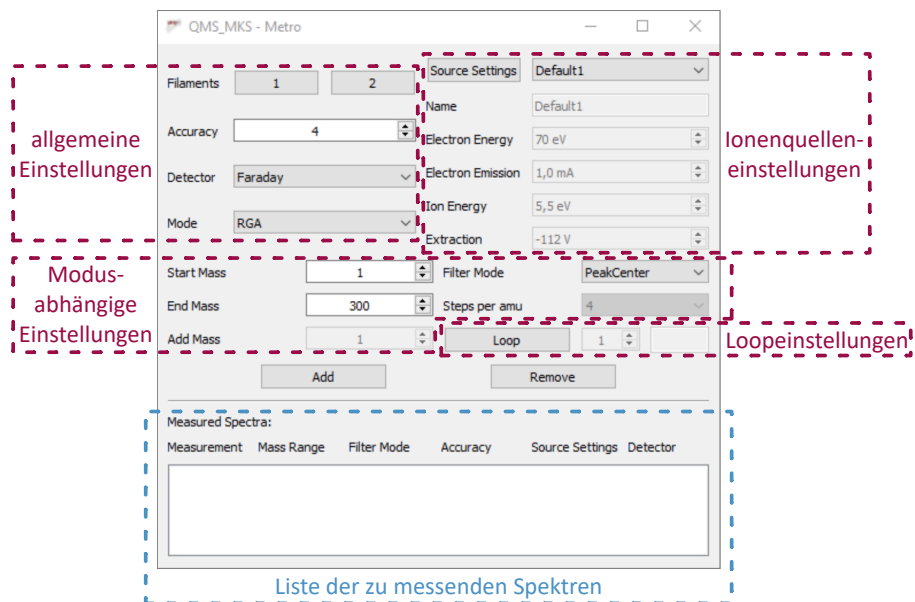 QMS_MKS - Metro
Filaments 1 2
Source Settings Default1
Name Default1
Accuracy 4
Electron Energy 70 eV
allgemeine
Einstellungen
Ionenquellen-
einstellungen
Detector Faraday
Electron Emission 1,0 mA
Ion Energy 5,5 eV
Mode RGA
Extraction -112 V
Modus-
abhängige
Einstellungen
Start Mass 1 Filter Mode PeakCenter
End Mass 300 Steps per amu 4
Add Mass 1 Loop 1
Loopeinstellungen
Add Remove
Measured Spectra:
Measurement Mass Range Filter Mode Accuracy Source Settings Detector
Liste der zu messenden Spektren